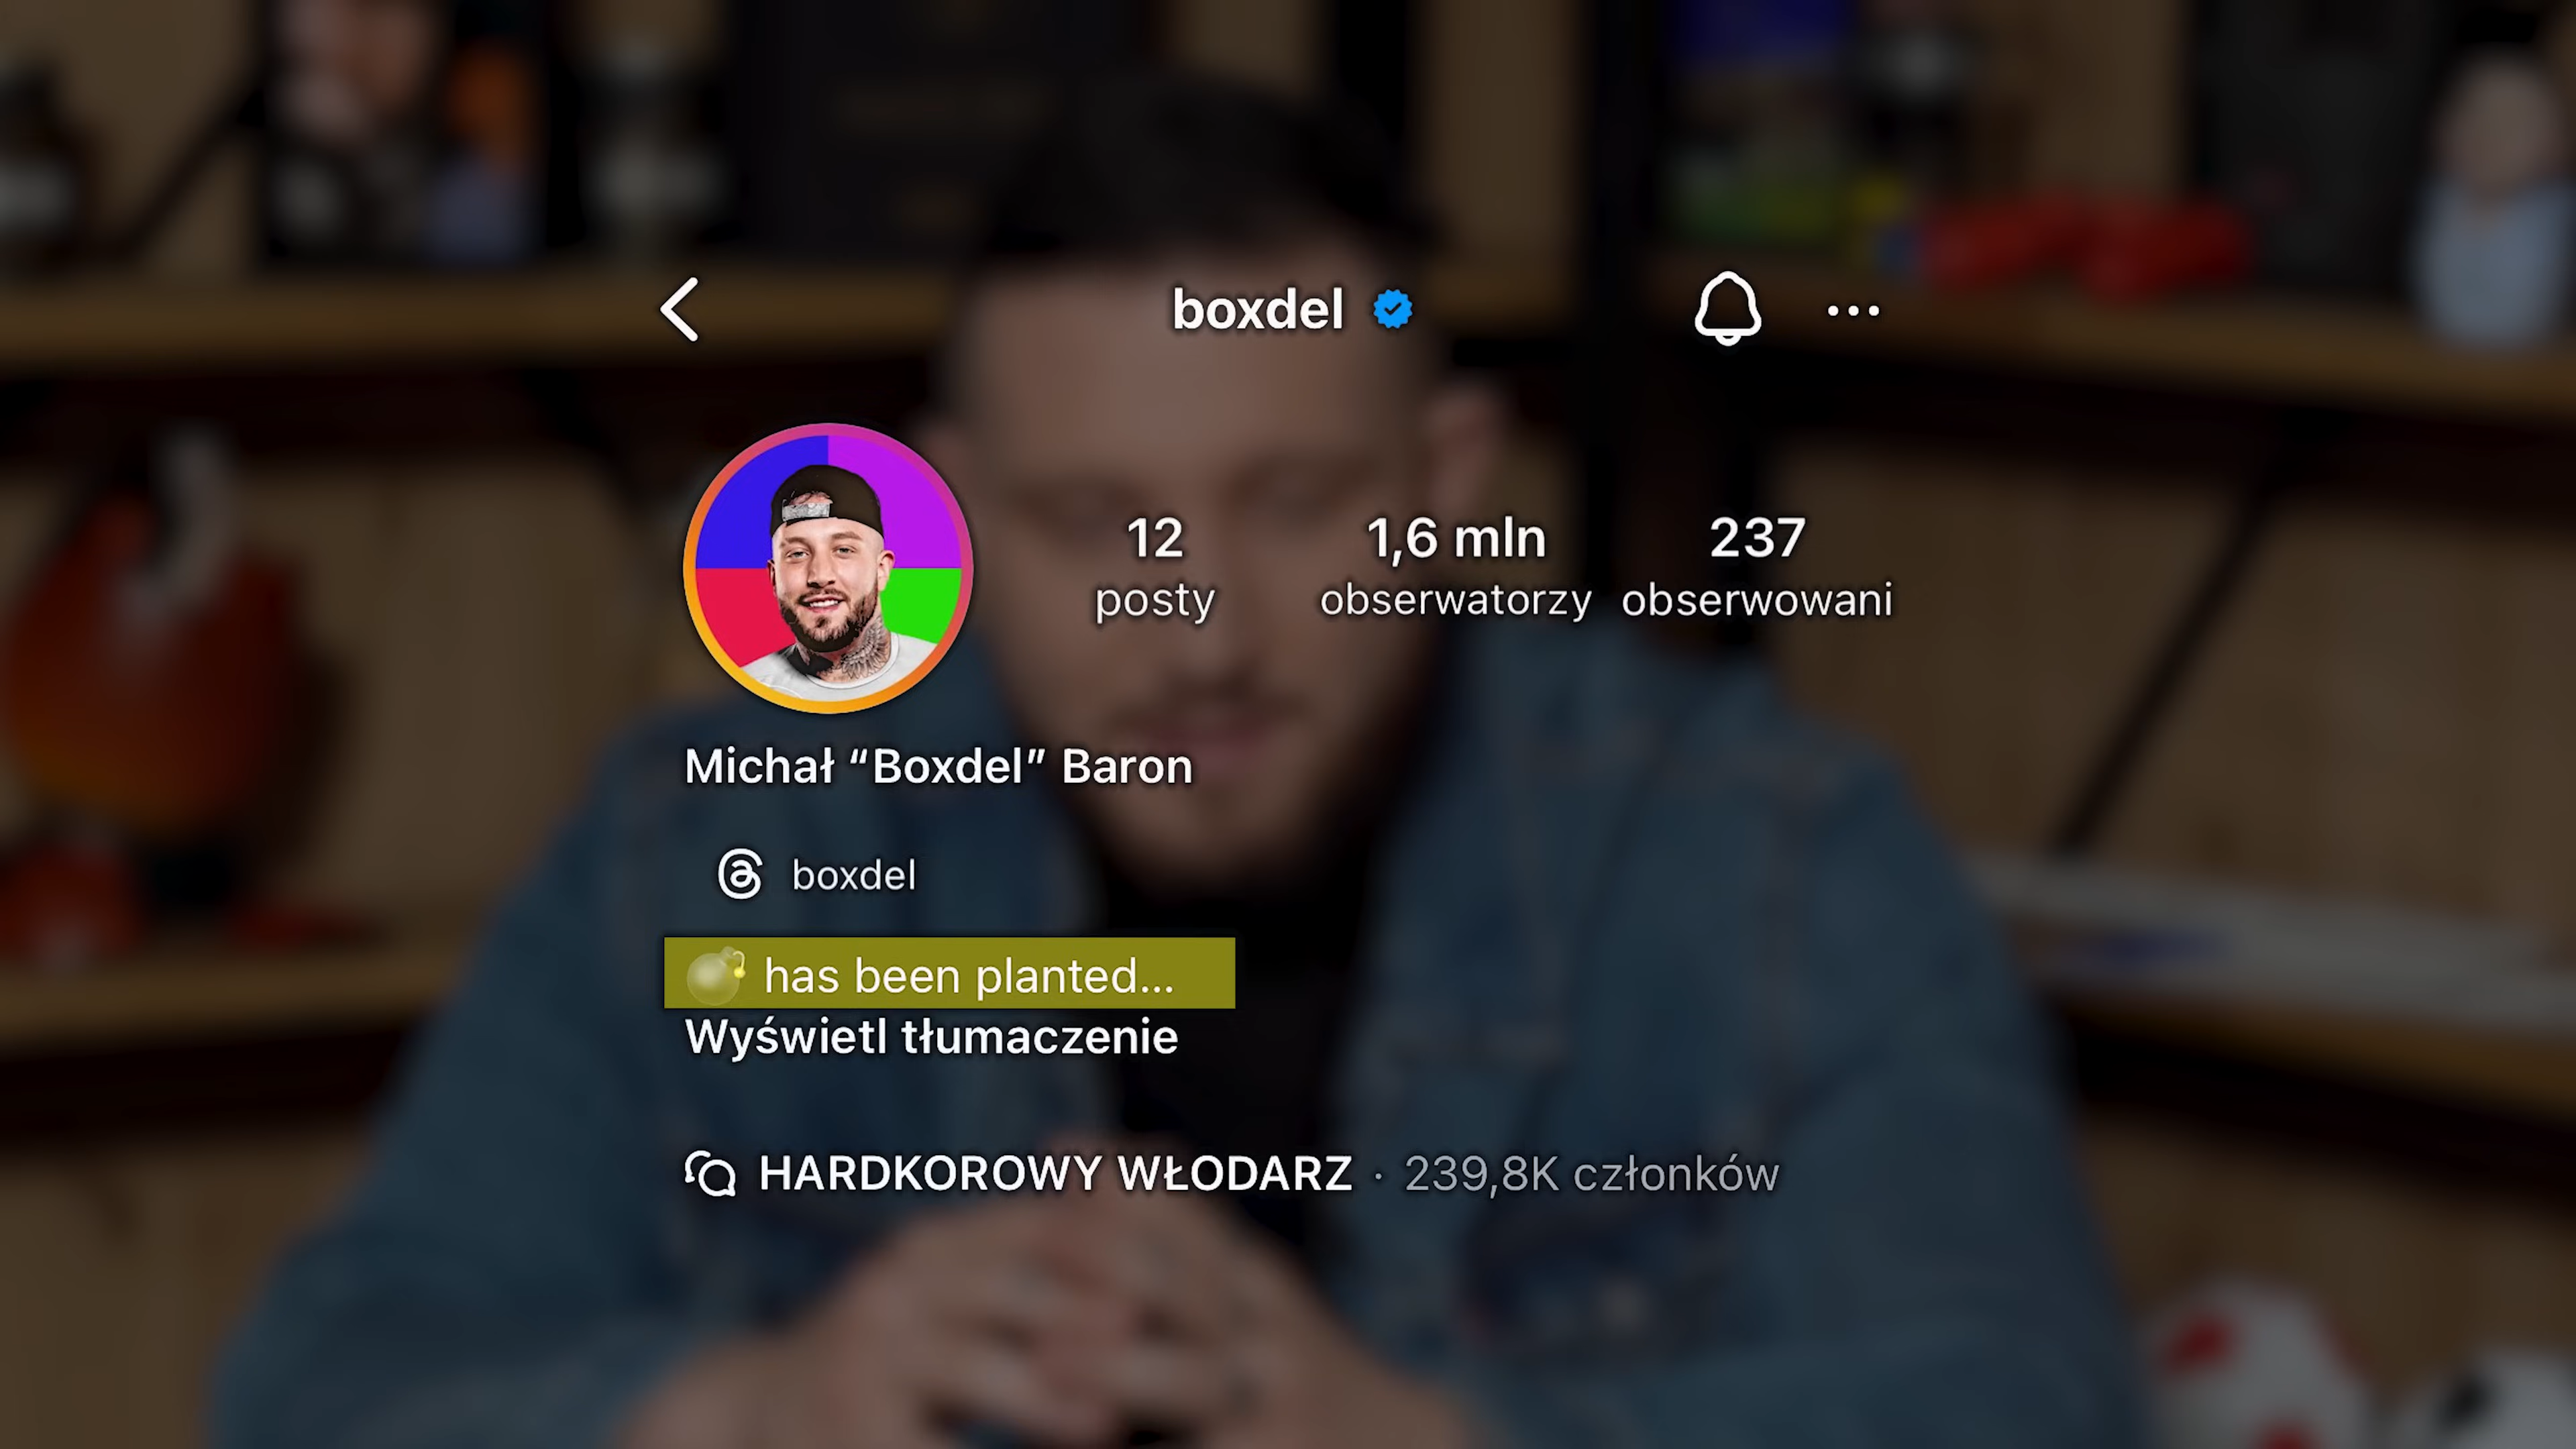 boxdel
12
1,6 mln
237
posty
obserwatorzy
obserwowani
Michał “Boxdel” Baron
boxdel
💣 has been planted...
Wyświetl tłumaczenie
HARDKOROWY WŁODARZ · 239,8K członków